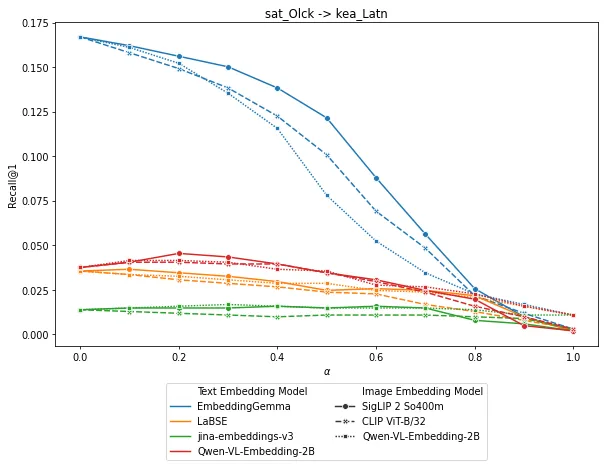 sat_Olck -> kea_Latn
0.175
0.150
0.125
0.100
0.075
0.050
0.025
0.000
Recall@1
0.0 0.2 0.4 0.6 0.8 1.0
α
Text Embedding Model Image Embedding Model
EmbeddingGemma SigLIP 2 So400m
LaBSE CLIP ViT-B/32
jina-embeddings-v3 Qwen-VL-Embedding-2B
Qwen-VL-Embedding-2B